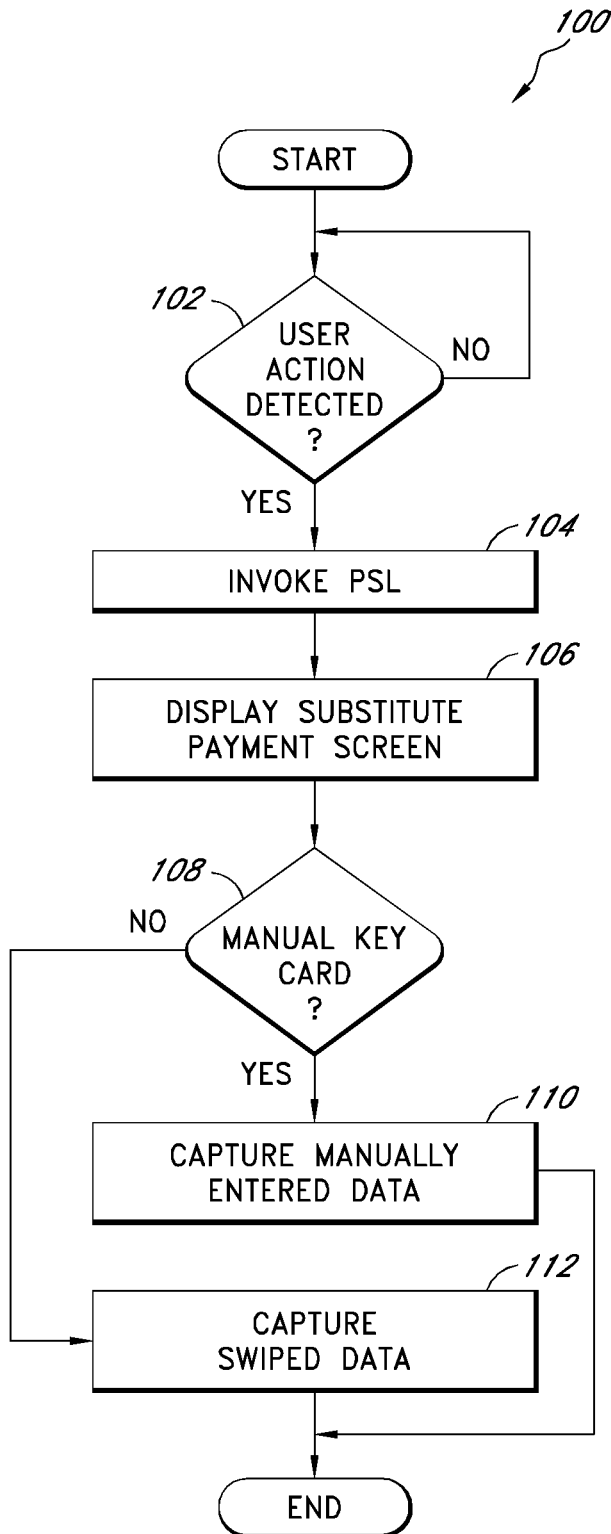 100
START
102
USER
ACTION
DETECTED
?
NO
YES
104
INVOKE PSL
106
DISPLAY SUBSTITUTE
PAYMENT SCREEN
108
NO
MANUAL KEY
CARD
?
YES
110
CAPTURE MANUALLY
ENTERED DATA
112
CAPTURE
SWIPED DATA
END